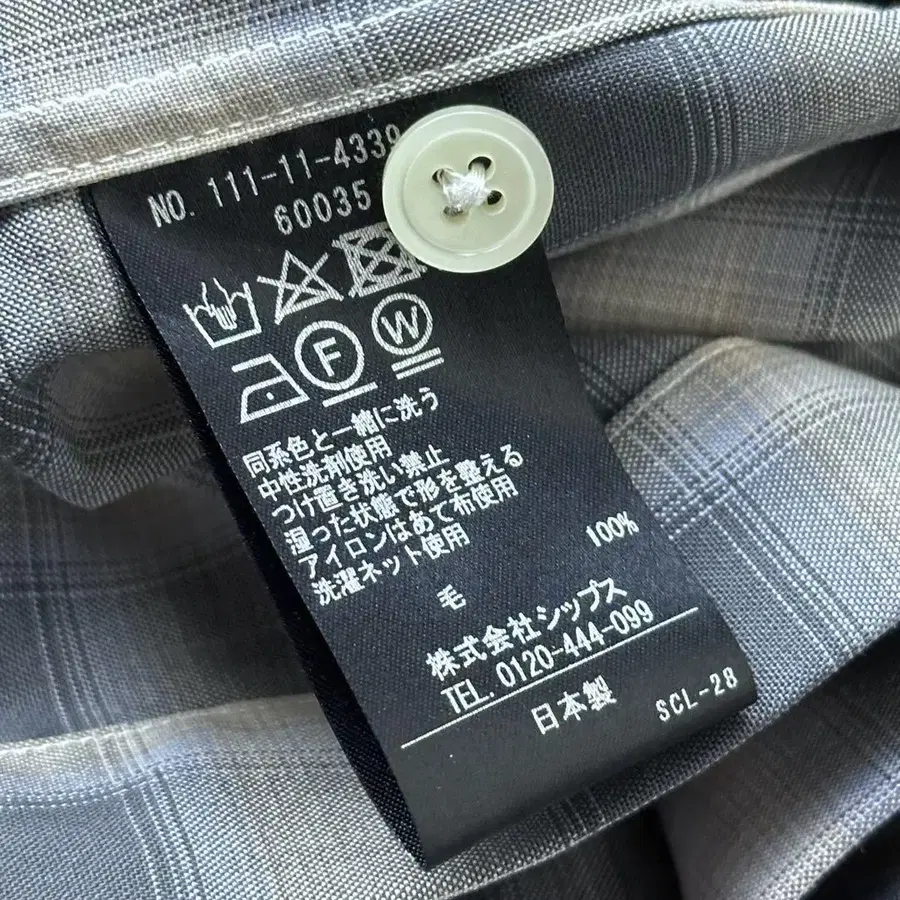 NO. 111-11-4339
60035
F
W
同系色と一緒に洗う
中性洗剤使用
つけ置き洗い禁止
湿った状態で形を整える
アイロンはあて布使用
洗濯ネット使用
毛 100%
株式会社シップス
TEL. 0120-444-099
日本製 SCL-28